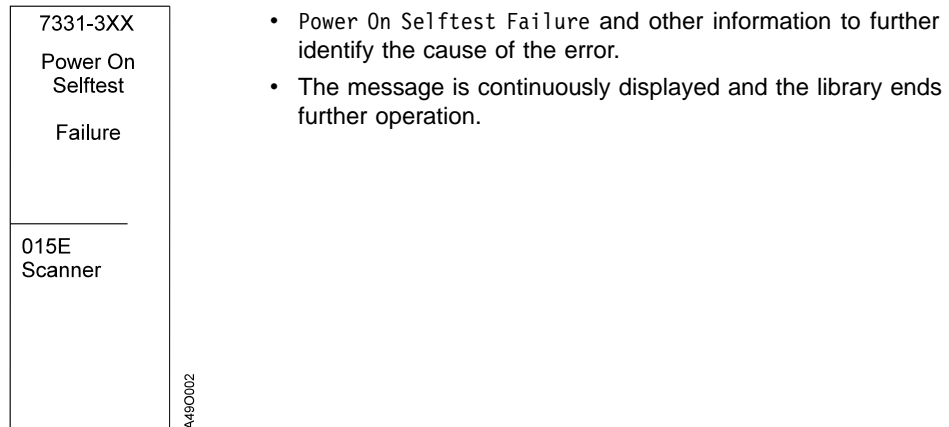 7331-3XX
Power On
Selftest
Failure
015E
Scanner
A49O002
• Power On Selftest Failure and other information to further
identify the cause of the error.
• The message is continuously displayed and the library ends
further operation.